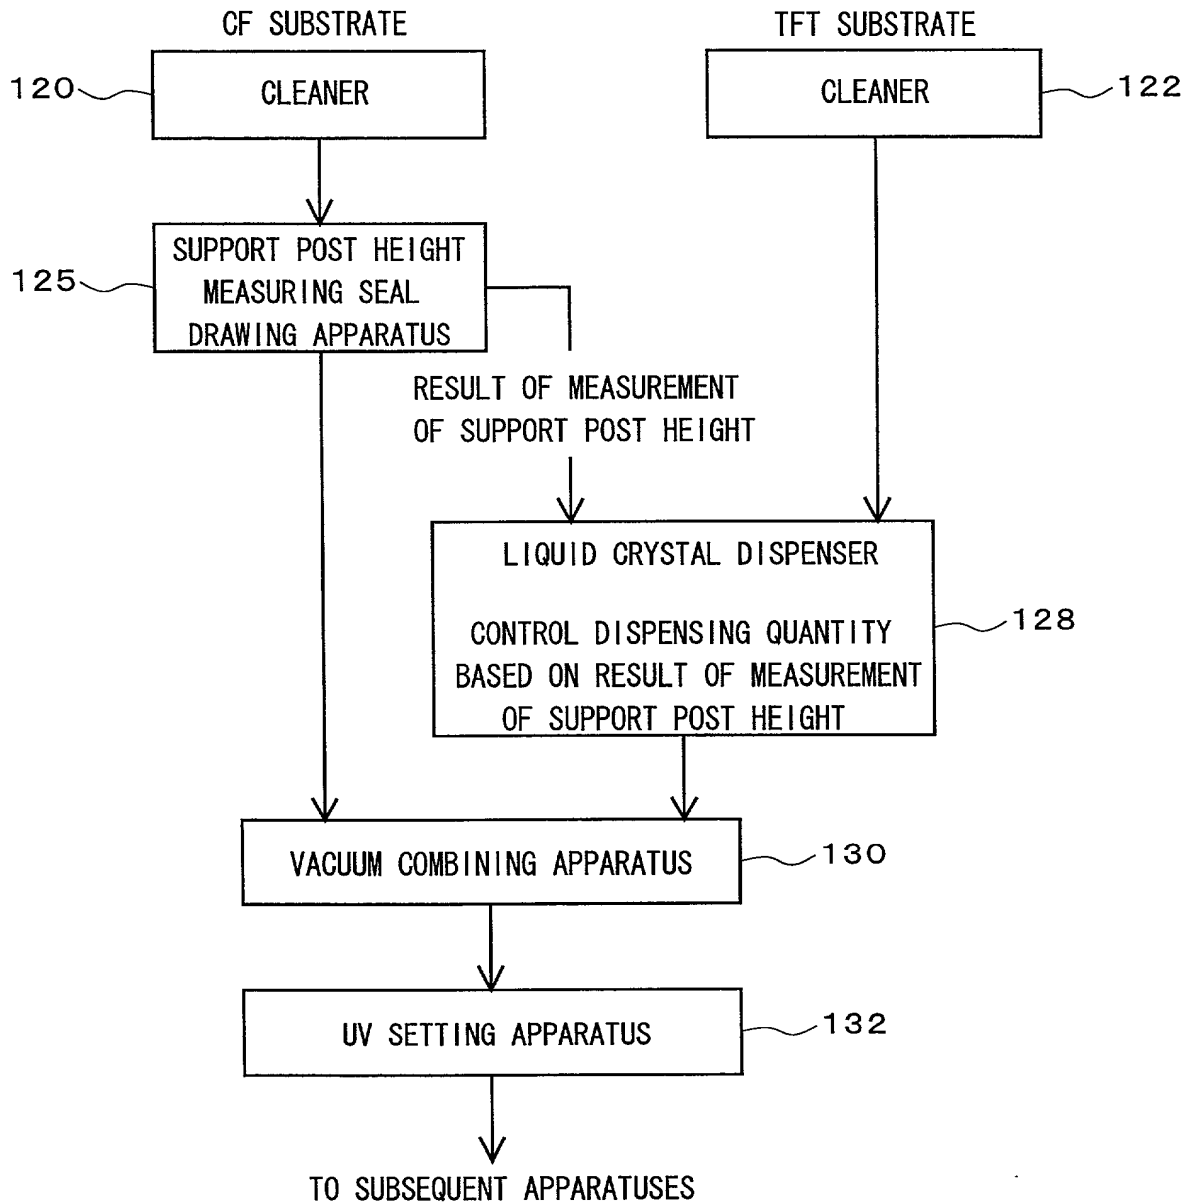 CF SUBSTRATE
TFT SUBSTRATE
120
CLEANER
CLEANER
122
125
SUPPORT POST HEIGHT
MEASURING SEAL
DRAWING APPARATUS
RESULT OF MEASUREMENT
OF SUPPORT POST HEIGHT
LIQUID CRYSTAL DISPENSER
CONTROL DISPENSING QUANTITY
BASED ON RESULT OF MEASUREMENT
OF SUPPORT POST HEIGHT
128
VACUUM COMBINING APPARATUS
130
UV SETTING APPARATUS
132
TO SUBSEQUENT APPARATUSES